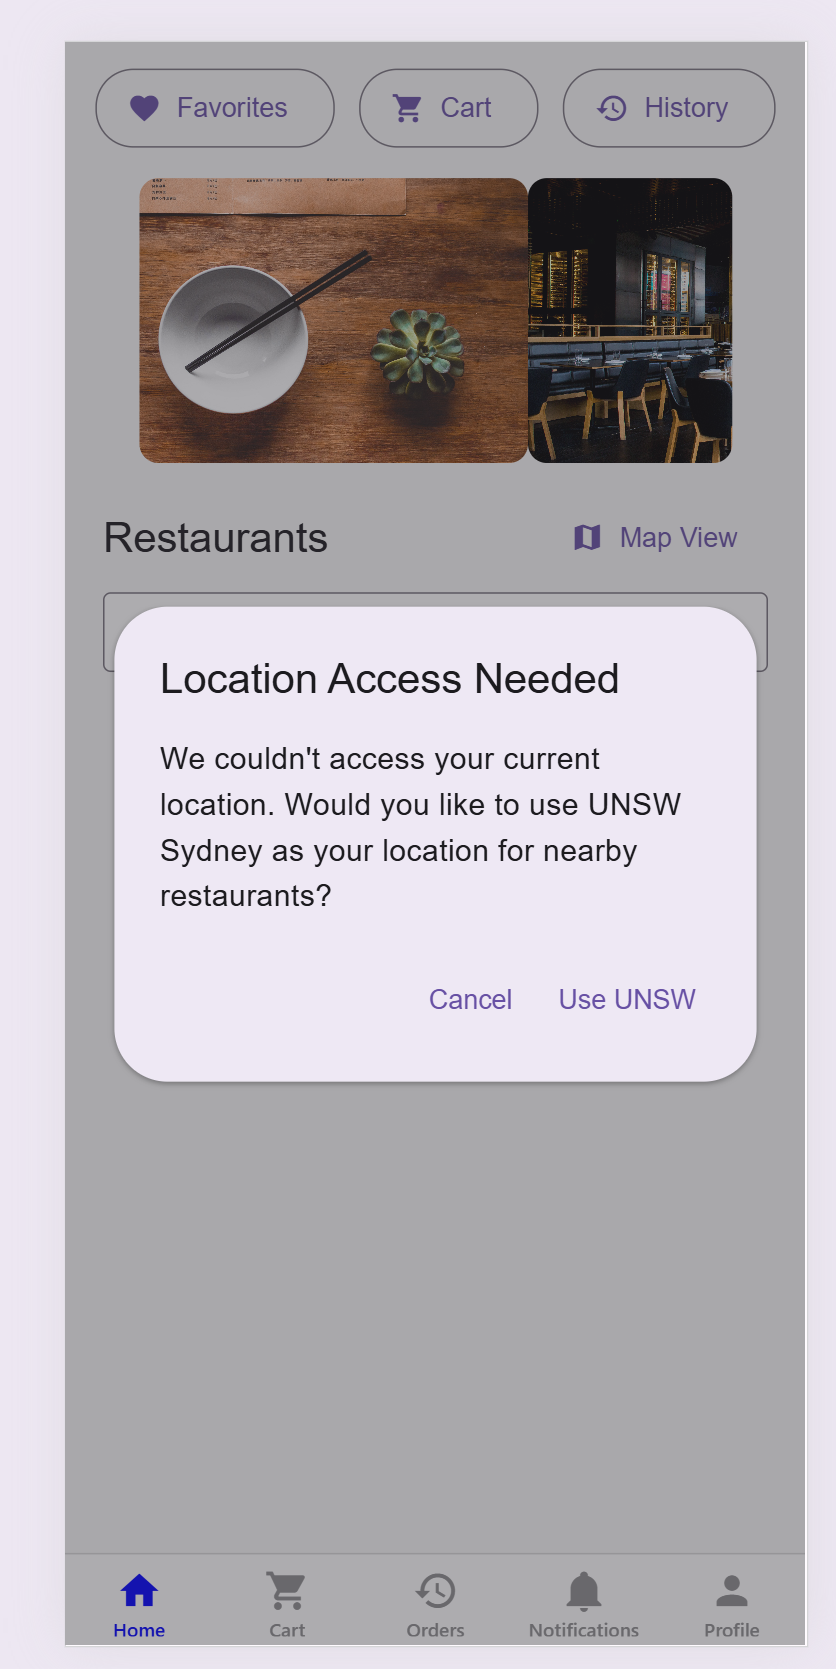 Favorites
Cart
History
Restaurants
Map View
Location Access Needed
We couldn't access your current
location. Would you like to use UNSW
Sydney as your location for nearby
restaurants?
Cancel
Use UNSW
Home
Cart
Orders
Notifications
Profile